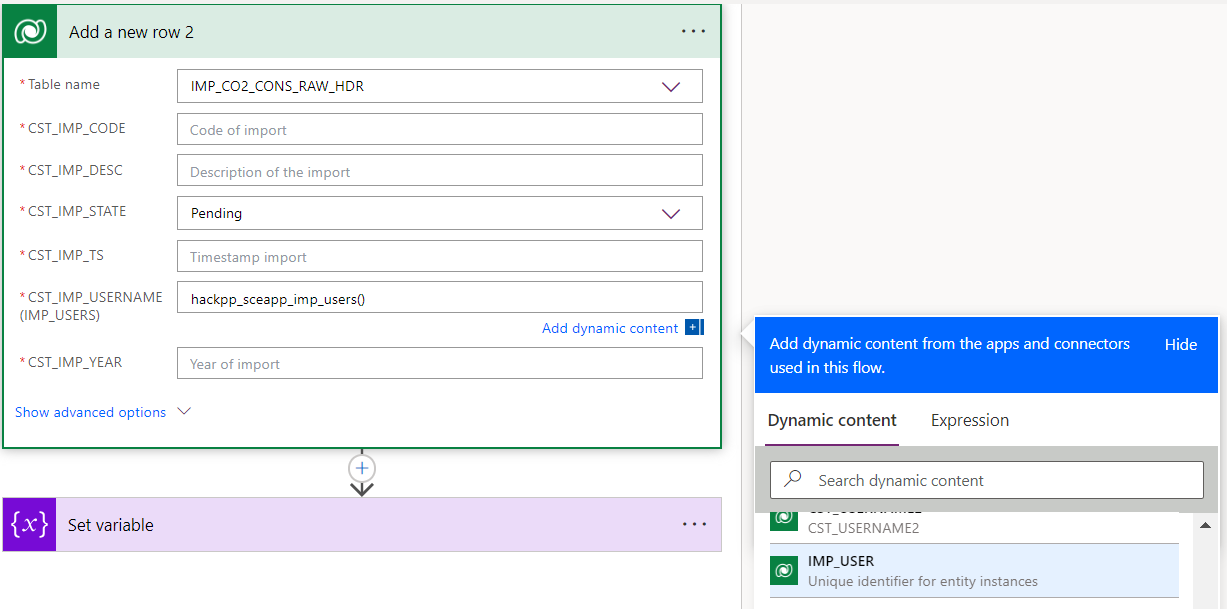 Add a new row 2
* Table name
IMP_CO2_CONS_RAW_HDR
* CST_IMP_CODE
Code of import
* CST_IMP_DESC
Description of the import
* CST_IMP_STATE
Pending
* CST_IMP_TS
Timestamp import
* CST_IMP_USERNAME
(IMP_USERS)
hackpp_sceapp_imp_users()
Add dynamic content
* CST_IMP_YEAR
Year of import
Show advanced options
{x} Set variable
Add dynamic content from the apps and connectors
used in this flow.
Hide
Dynamic content
Expression
Search dynamic content
CST_USERNAME2
CST_USERNAME2
IMP_USER
Unique identifier for entity instances